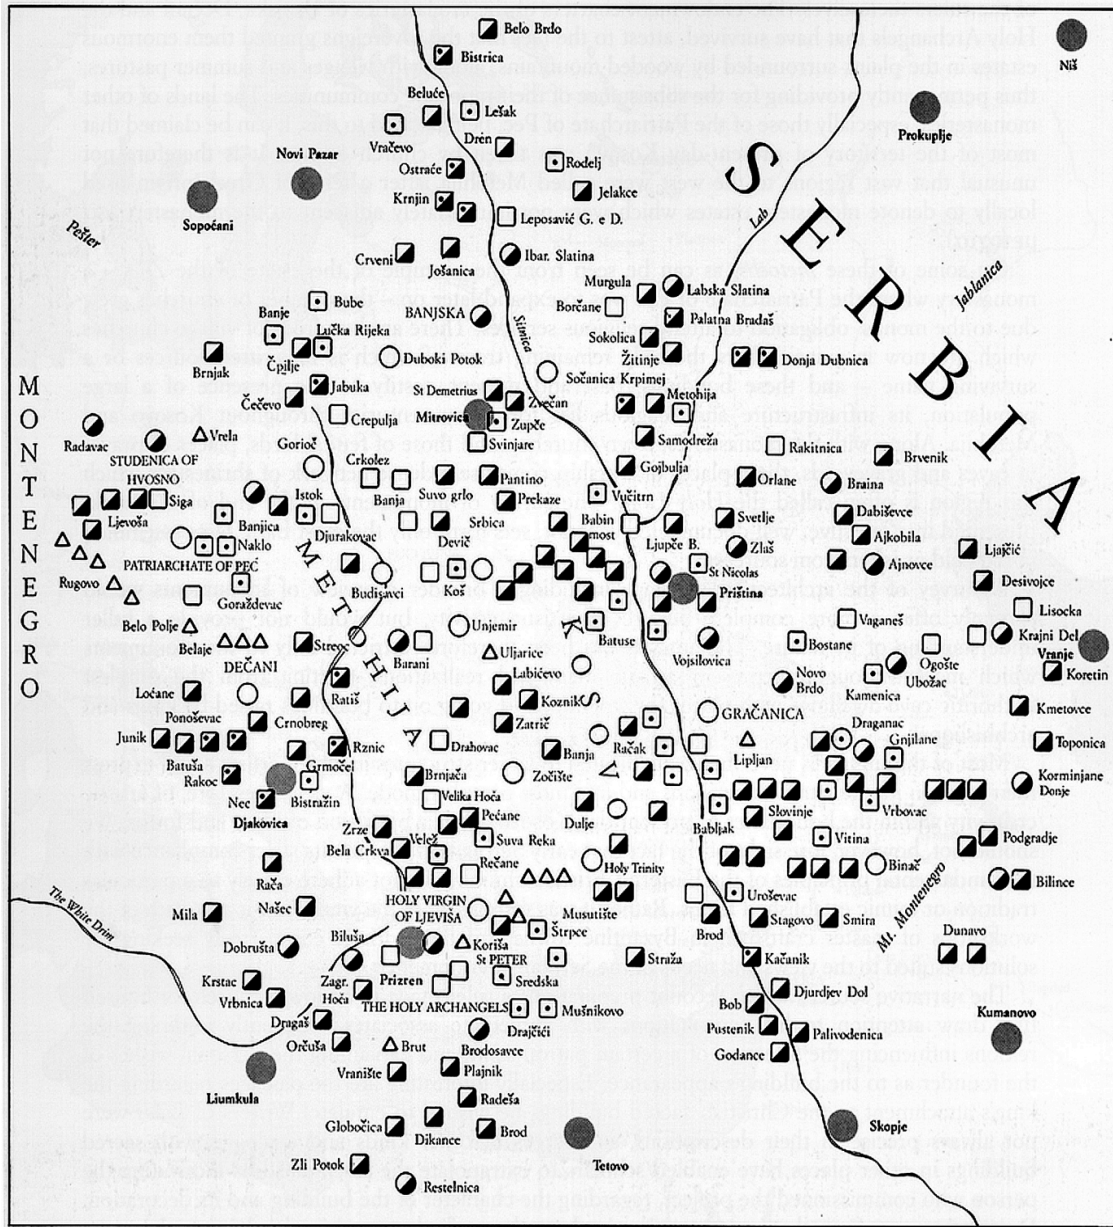 Belo Brdo
Niš
Bistrica
Beluće
Lešak
Prokuplje
Vračevo
Dren
Novi Pazar
Rodelj
Ostraće
Jelakce
Sopoćani
Krnjin
Leposavić G. e D.
Lab
Pešter
SERBIA
Crveni
Jošanica
Ibar. Slatina
Jablanica
Murgula
Labska Slatina
Bube
BANJSKA
Borčane
Palatna Bradaš
Banje
Lučka Rijeka
Sitnica
Sokolica
Brnjak
Čpilje
Duboki Potok
Žitinje
Donja Dubnica
MONTENEGRO
Jabuka
Sočanica Krpimej
Čečevo
St Demetrius
Zvečan
Metohija
Crepulja
Mitrovica
Zupče
Radavac
Vrela
Gorioč
Svinjare
Samodreža
Rakitnica
STUDENICA OF
HVOSNO
Crkolez
Gojbulja
Brvenik
Siga
Istok
Banja
Suvo grlo
Pantino
Orlane
Braina
Ljevoša
Prekaze
Vučitrn
Banjica
Djurakovac
Srbica
Babin
most
Svetlje
Dabiševce
Naklo
METOHIJA
Devič
Ljupče B.
Zlaš
Ajkobila
PATRIARCHATE OF PEĆ
Ajnovce
Ljajčić
Rugovo
Budisavci
Koš
St Nicolas
Desivojce
Goraždevac
Priština
Lisocka
Belo Polje
Unjumir
Batuse
Vaganeš
Krajni Del
Belaje
Streoc
Barani
Uljarice
Vojsilovica
Bostane
Vranje
DEČANI
Labićevo
Ogošte
Koretin
Loćane
Ratiš
Koznik
Novo
Brdo
Kamenica
Ubožac
Ponoševac
Crnobreg
Zatrič
GRAČANICA
Kmetovce
Junik
Rznic
Drahovac
Banja
Račak
Draganac
Toponica
Batuša
Lipljan
Gnjilane
Rakoc
Grmočel
Brnjača
Zočište
Korminjane
Donje
Nec
Bistražin
Velika Hoča
Djakovica
Pećane
Dulje
Slovinje
Vrbovac
Zrze
Velež
Babljak
Podgradje
Bela Crkva
Suva Reka
Vitina
Rečane
Rača
Holy Trinity
Binač
Bilince
HOLY VIRGIN
OF LJEVIŠA
Uroševac
Mt. Montenegro
The White Drim
Mila
Našec
Musutište
Brod
Stagovo
Smira
Dunavo
Dobrušta
Biluša
Koriša
Štrpce
St PETER
Straža
Kačanik
Krstac
Zagr.
Hoča
Prizren
Sredska
Djurdjev Dol
Vrbnica
THE HOLY ARCHANGELS
Mušnikovo
Bob
Kumanovo
Dragaš
Drajčići
Pustenik
Palivodenica
Orčuša
Brut
Brodosavce
Godance
Liumkula
Vranište
Plajnik
Radeša
Globočica
Dikance
Brod
Skopje
Zli Potok
Tetovo
Restelnica